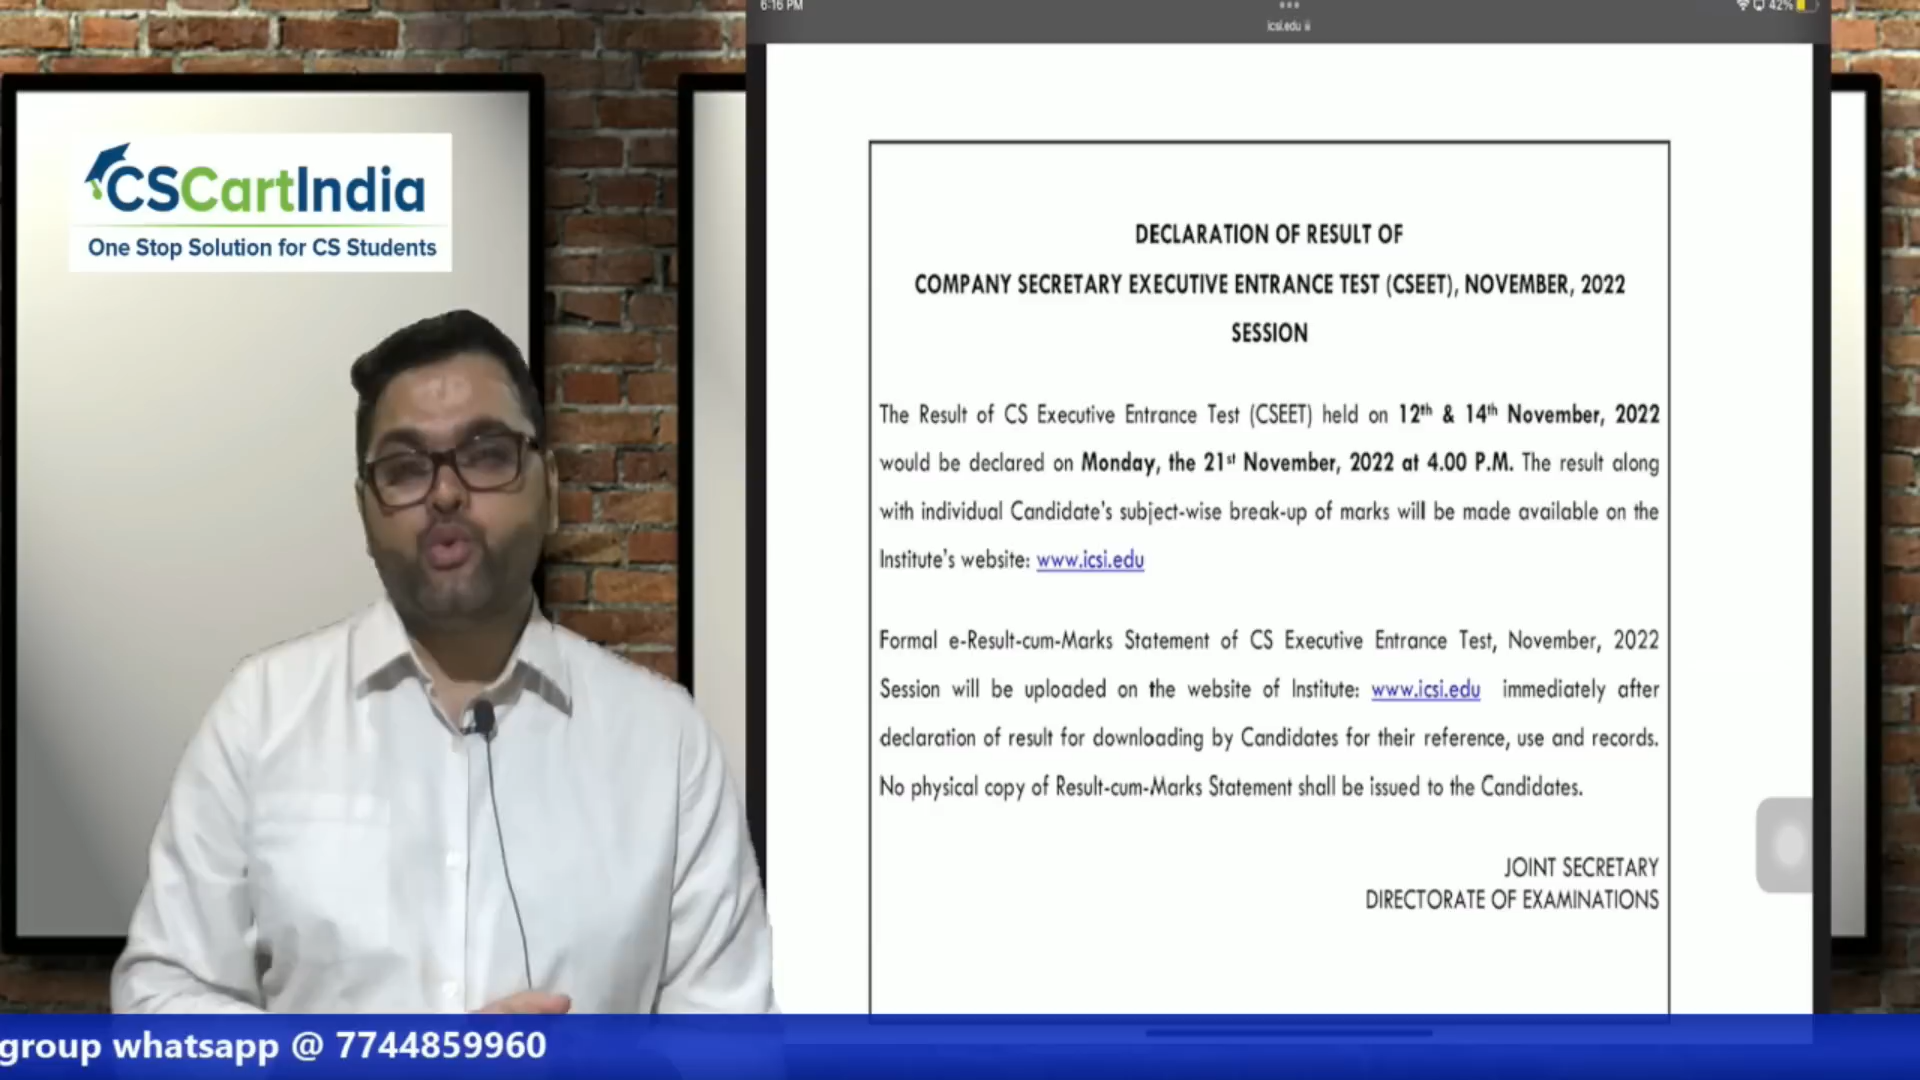 6:16 PM
42%
icsi.edu
CSCartIndia
One Stop Solution for CS Students
DECLARATION OF RESULT OF
COMPANY SECRETARY EXECUTIVE ENTRANCE TEST (CSEET), NOVEMBER, 2022
SESSION
The Result of CS Executive Entrance Test (CSEET) held on 12th & 14th November, 2022
would be declared on Monday, the 21st November, 2022 at 4.00 P.M. The result along
with individual Candidate's subject-wise break-up of marks will be made available on the
Institute's website: www.icsi.edu
Formal e-Result-cum-Marks Statement of CS Executive Entrance Test, November, 2022
Session will be uploaded on the website of Institute: www.icsi.edu immediately after
declaration of result for downloading by Candidates for their reference, use and records.
No physical copy of Result-cum-Marks Statement shall be issued to the Candidates.
JOINT SECRETARY
DIRECTORATE OF EXAMINATIONS
group whatsapp @ 7744859960